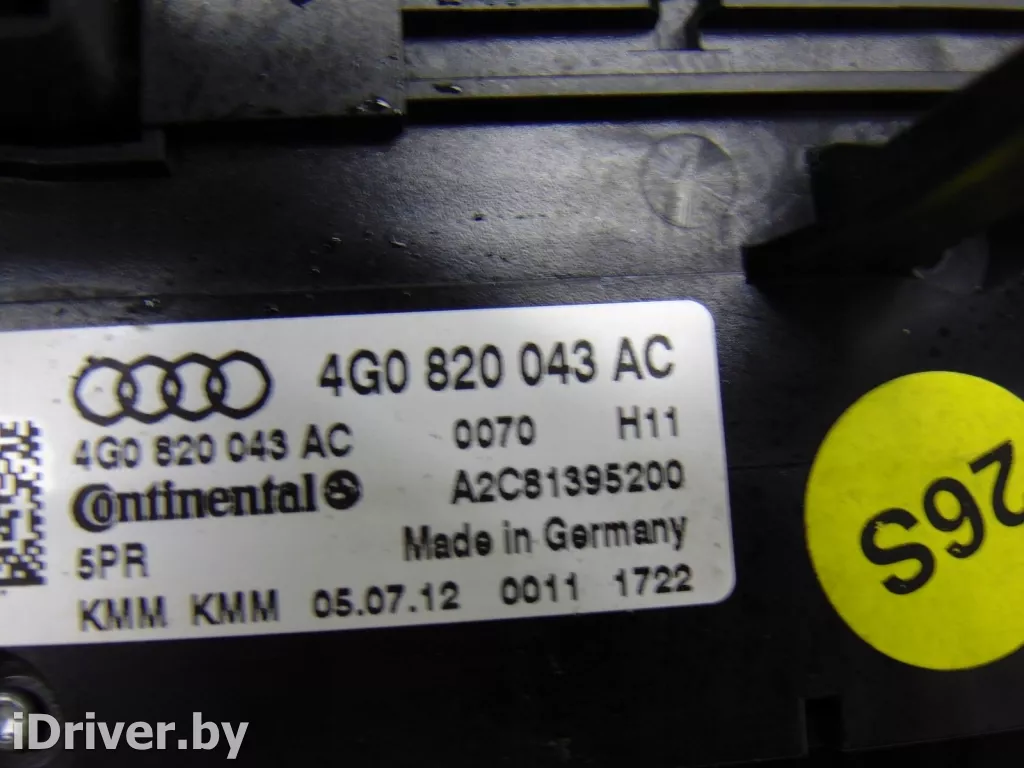 4G0 820 043 AC
4G0 820 043 AC 0070 H11
Continental A2C81395200
5PR Made in Germany
KMM KMM 05.07.12 0011 1722
26S
iDriver.by